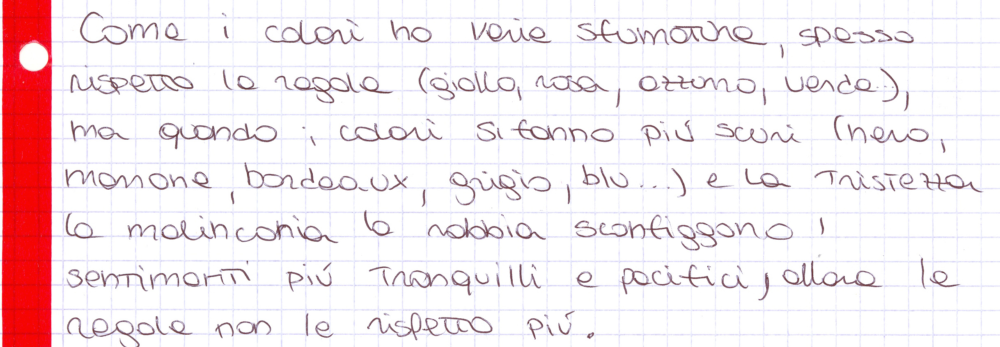 Come i colori ho varie sfumature, spesso
rispetto le regole (giallo, rosa, azzurro, verde..),
ma quando i colori si fanno più scuri (nero,
marrone, bordeaux, grigio, blu...) e la tristezza
la malinconia la rabbia sconfiggono i
sentimenti più tranquilli e pacifici, allora le
regole non le rispetto più.